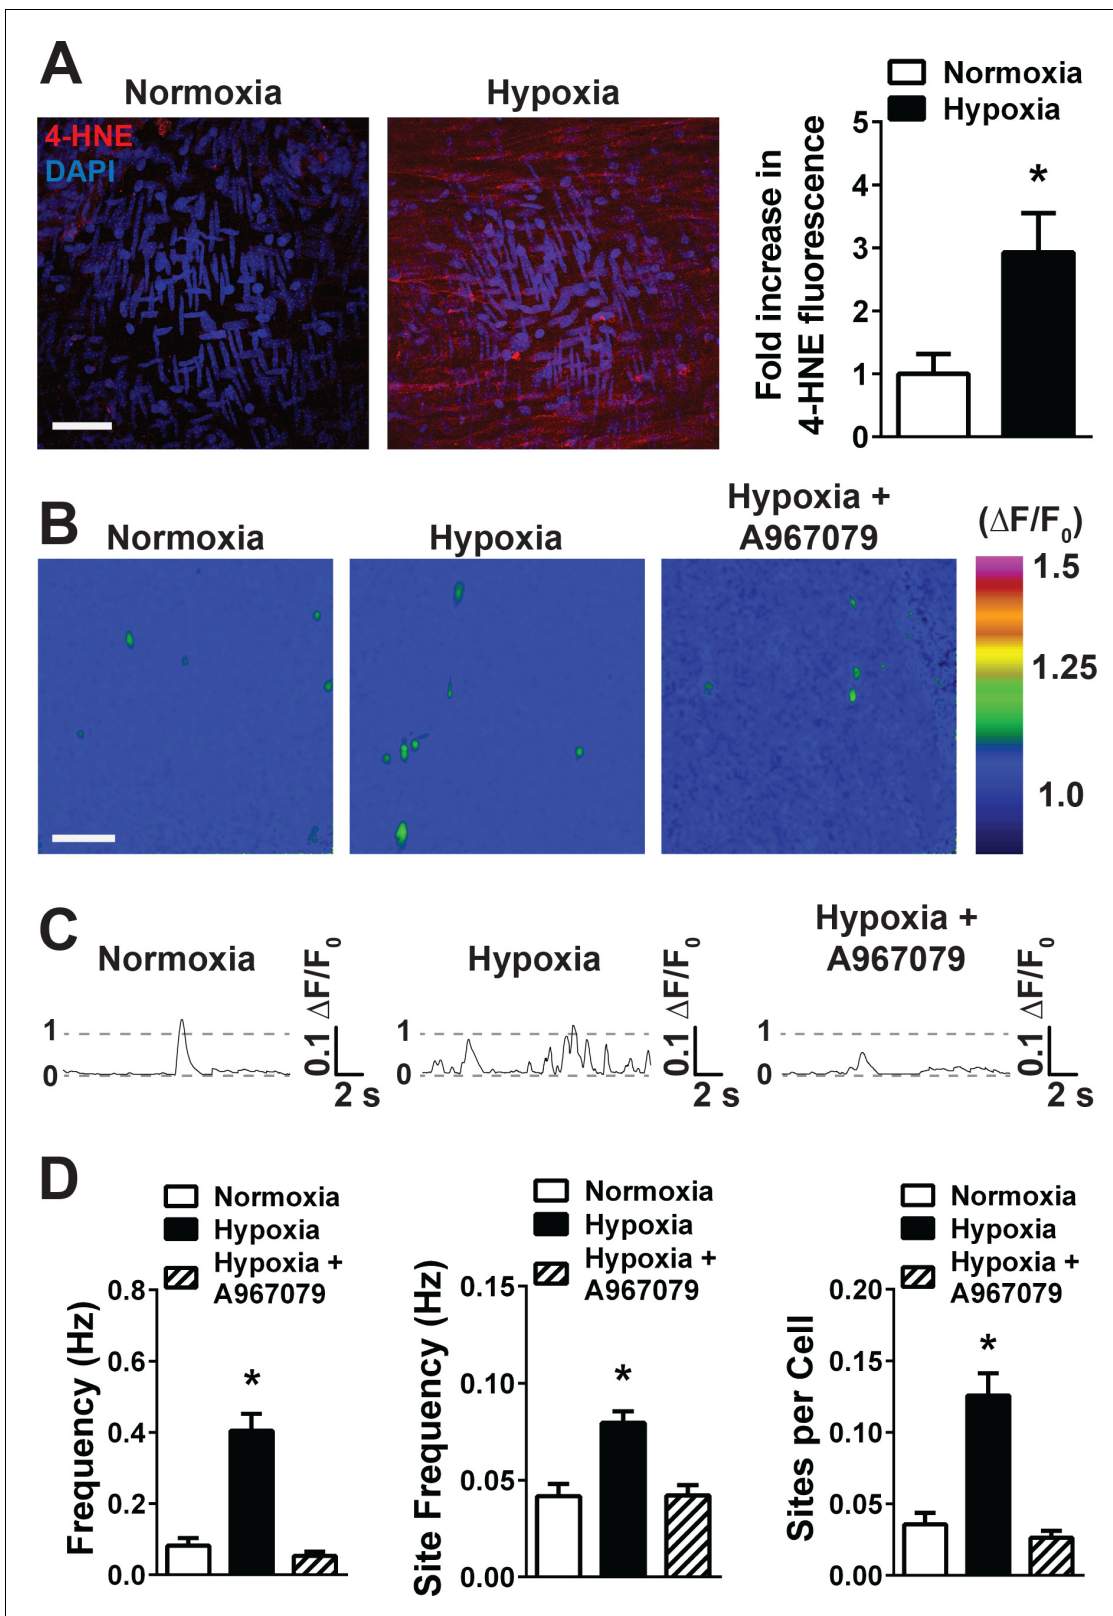 A
Normoxia
Hypoxia
4-HNE
DAPI
Normoxia
Hypoxia
Fold increase in
4-HNE fluorescence
5
4
3
2
1
0
*
B
Normoxia
Hypoxia
Hypoxia +
A967079
(ΔF/F0)
1.5
1.25
1.0
C
Normoxia
1
0
0.1 ΔF/F0
2 s
Hypoxia
1
0
0.1 ΔF/F0
2 s
Hypoxia +
A967079
1
0
0.1 ΔF/F0
2 s
D
Normoxia
Hypoxia
Hypoxia +
A967079
Frequency (Hz)
0.8
0.6
0.4
0.2
0.0
*
Normoxia
Hypoxia
Hypoxia +
A967079
Site Frequency (Hz)
0.15
0.10
0.05
0.00
*
Normoxia
Hypoxia
Hypoxia +
A967079
Sites per Cell
0.20
0.15
0.10
0.05
0.00
*